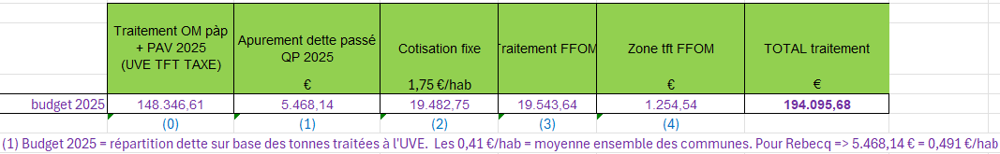 Traitement OM pàp + PAV 2025 (UVE TFT TAXE)
Apurement dette passé QP 2025 €
Cotisation fixe 1,75 €/hab
Traitement FFOM
Zone tft FFOM €
TOTAL traitement €
budget 2025 148.346,61 5.468,14 19.482,75 19.543,64 1.254,54 194.095,68
(0) (1) (2) (3) (4)
(1) Budget 2025 = répartition dette sur base des tonnes traitées à l'UVE. Les 0,41 €/hab = moyenne ensemble des communes. Pour Rebecq => 5.468,14 € = 0,491 €/hab